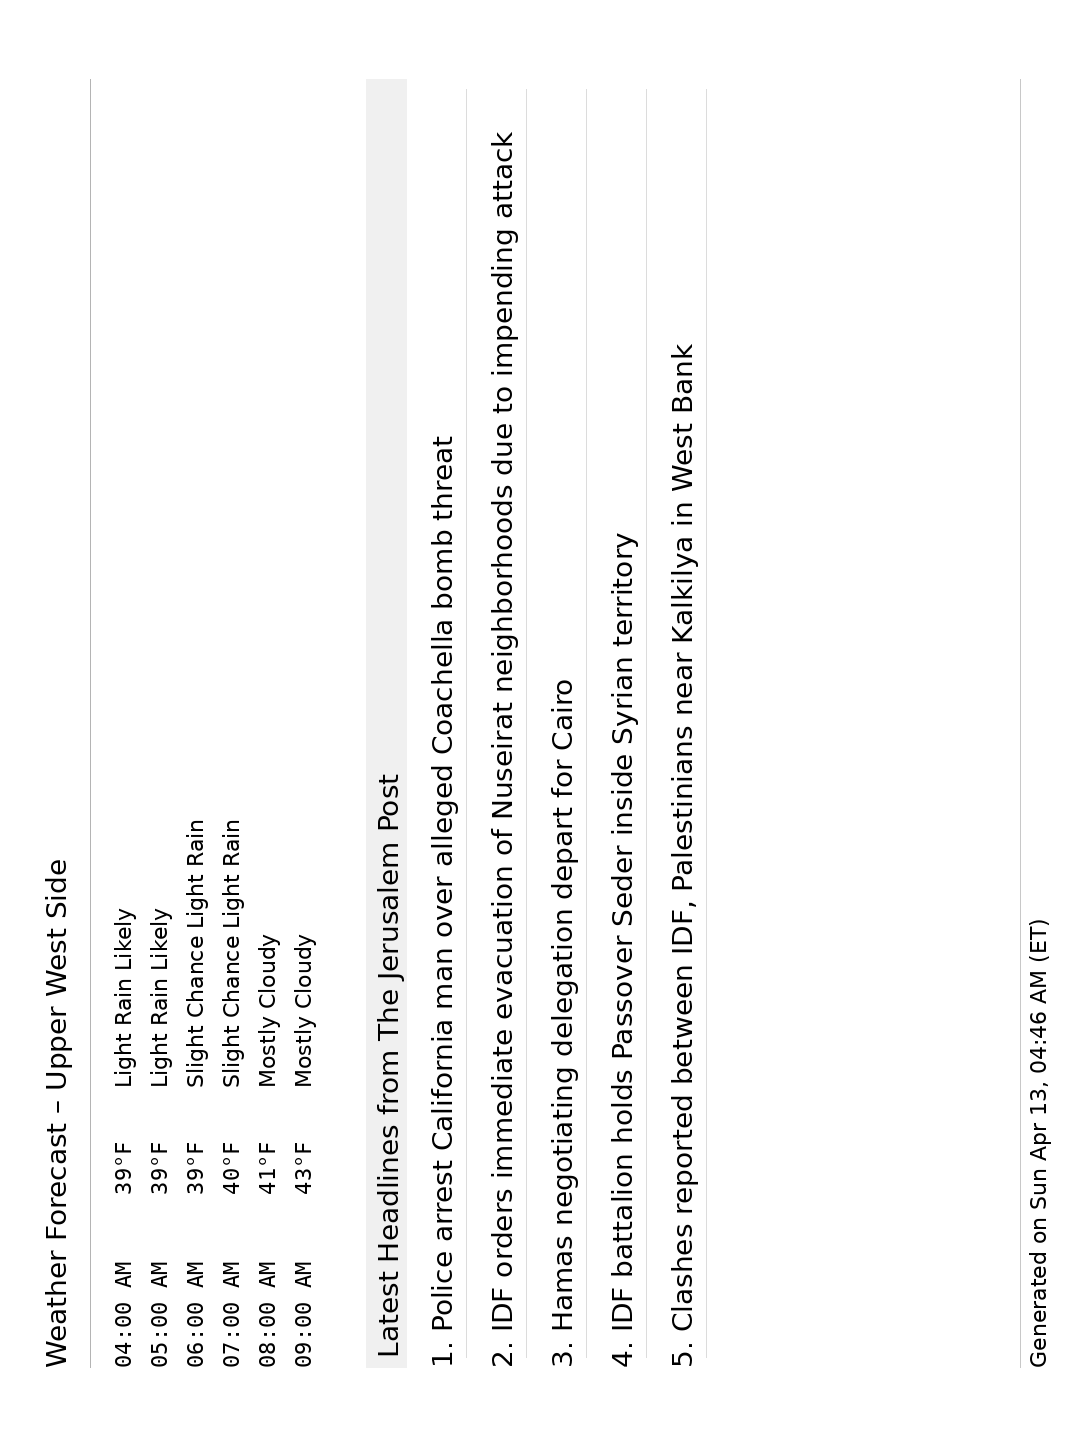 Weather Forecast – Upper West Side
04:00 AM 39°F Light Rain Likely
05:00 AM 39°F Light Rain Likely
06:00 AM 39°F Slight Chance Light Rain
07:00 AM 40°F Slight Chance Light Rain
08:00 AM 41°F Mostly Cloudy
09:00 AM 43°F Mostly Cloudy
Latest Headlines from The Jerusalem Post
1. Police arrest California man over alleged Coachella bomb threat
2. IDF orders immediate evacuation of Nuseirat neighborhoods due to impending attack
3. Hamas negotiating delegation depart for Cairo
4. IDF battalion holds Passover Seder inside Syrian territory
5. Clashes reported between IDF, Palestinians near Kalkilya in West Bank
Generated on Sun Apr 13, 04:46 AM (ET)